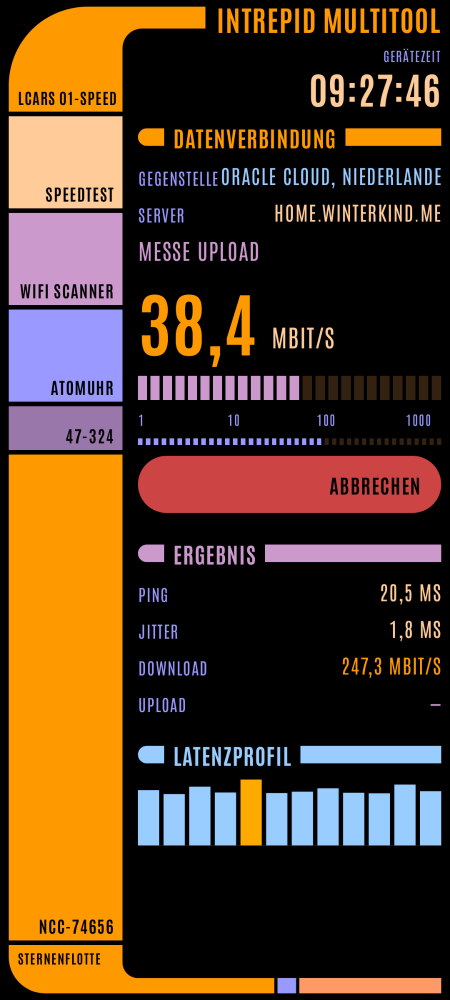 INTREPID MULTITOOL
GERÄTEZEIT
LCARS 01-SPEED
09:27:46
DATENVERBINDUNG
SPEEDTEST
GEGENSTELLE ORACLE CLOUD, NIEDERLANDE
SERVER HOME.WINTERKIND.ME
MESSE UPLOAD
WIFI SCANNER
38,4 MBIT/S
ATOMUHR
1 10 100 1000
47-324
ABBRECHEN
ERGEBNIS
PING 20,5 MS
JITTER 1,8 MS
DOWNLOAD 247,3 MBIT/S
UPLOAD –
LATENZPROFIL
NCC-74656
STERNENFLOTTE